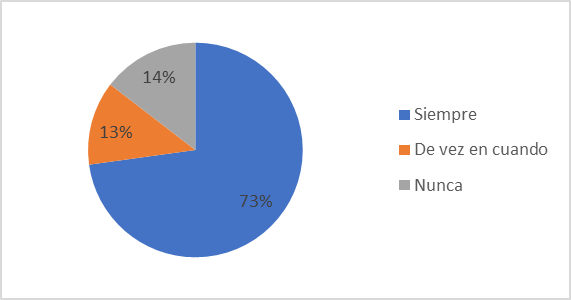 14%
13%
73%
Siempre
De vez en cuando
Nunca